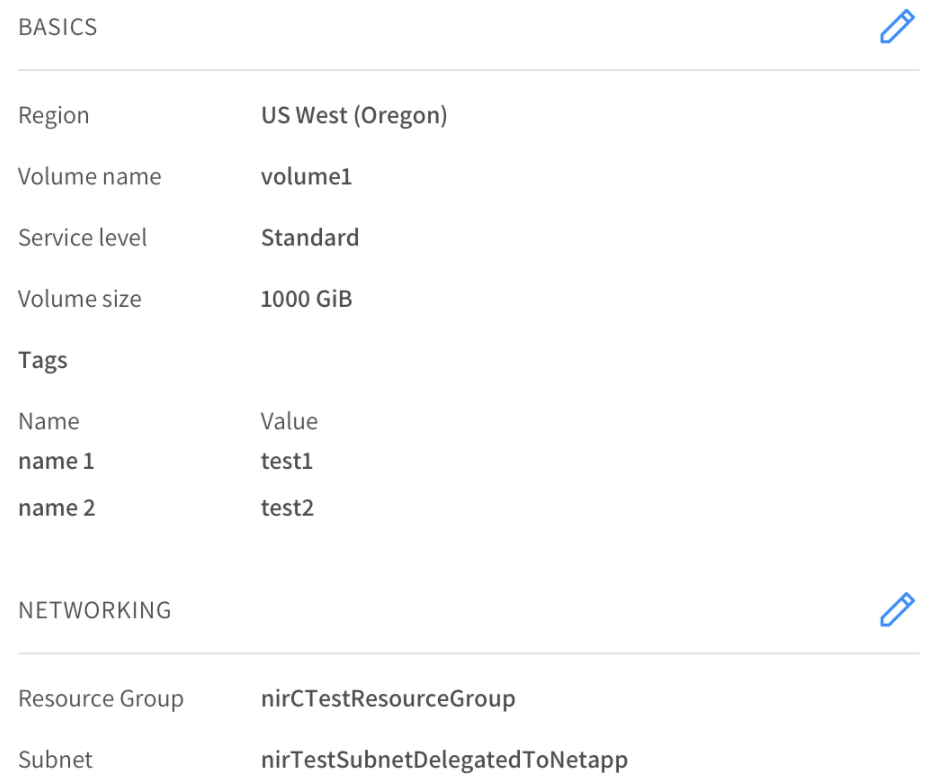 BASICS
Region US West (Oregon)
Volume name volume1
Service level Standard
Volume size 1000 GiB
Tags
Name Value
name 1 test1
name 2 test2
NETWORKING
Resource Group nirCTestResourceGroup
Subnet nirTestSubnetDelegatedToNetapp